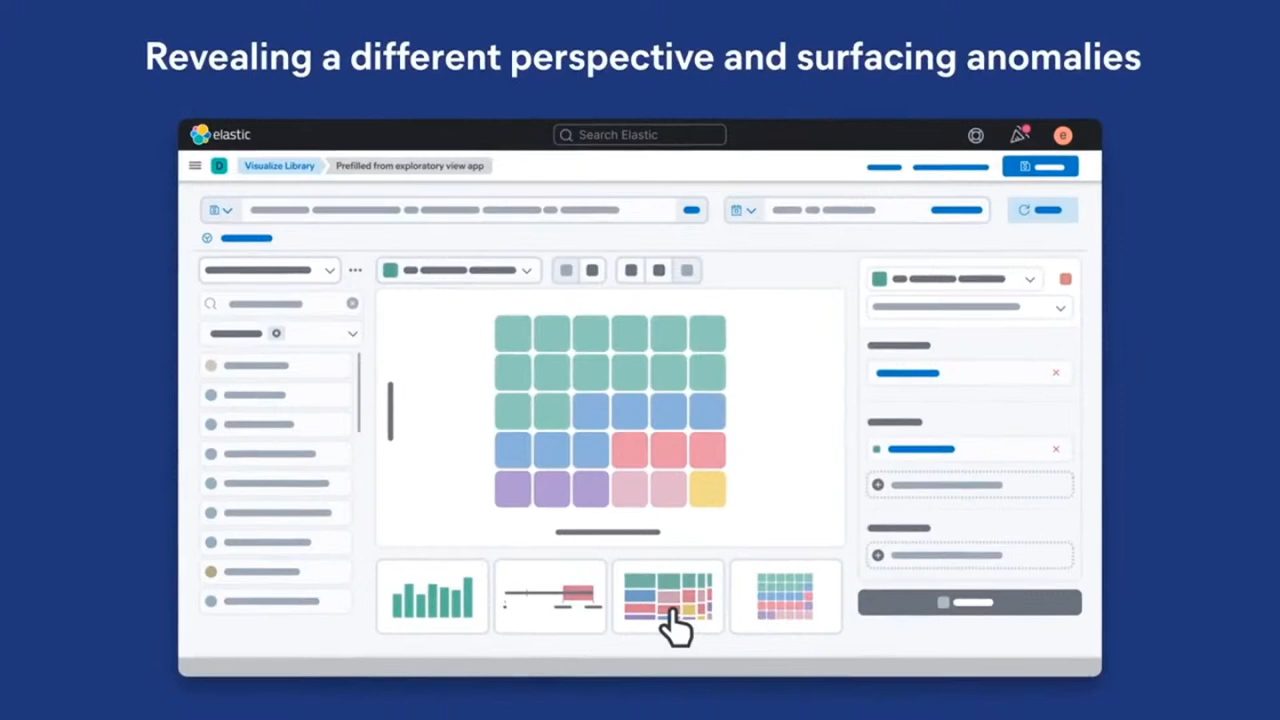 Revealing a different perspective and surfacing anomalies
elastic
Search Elastic
e
D
Visualize Library
Prefilled from exploratory view app